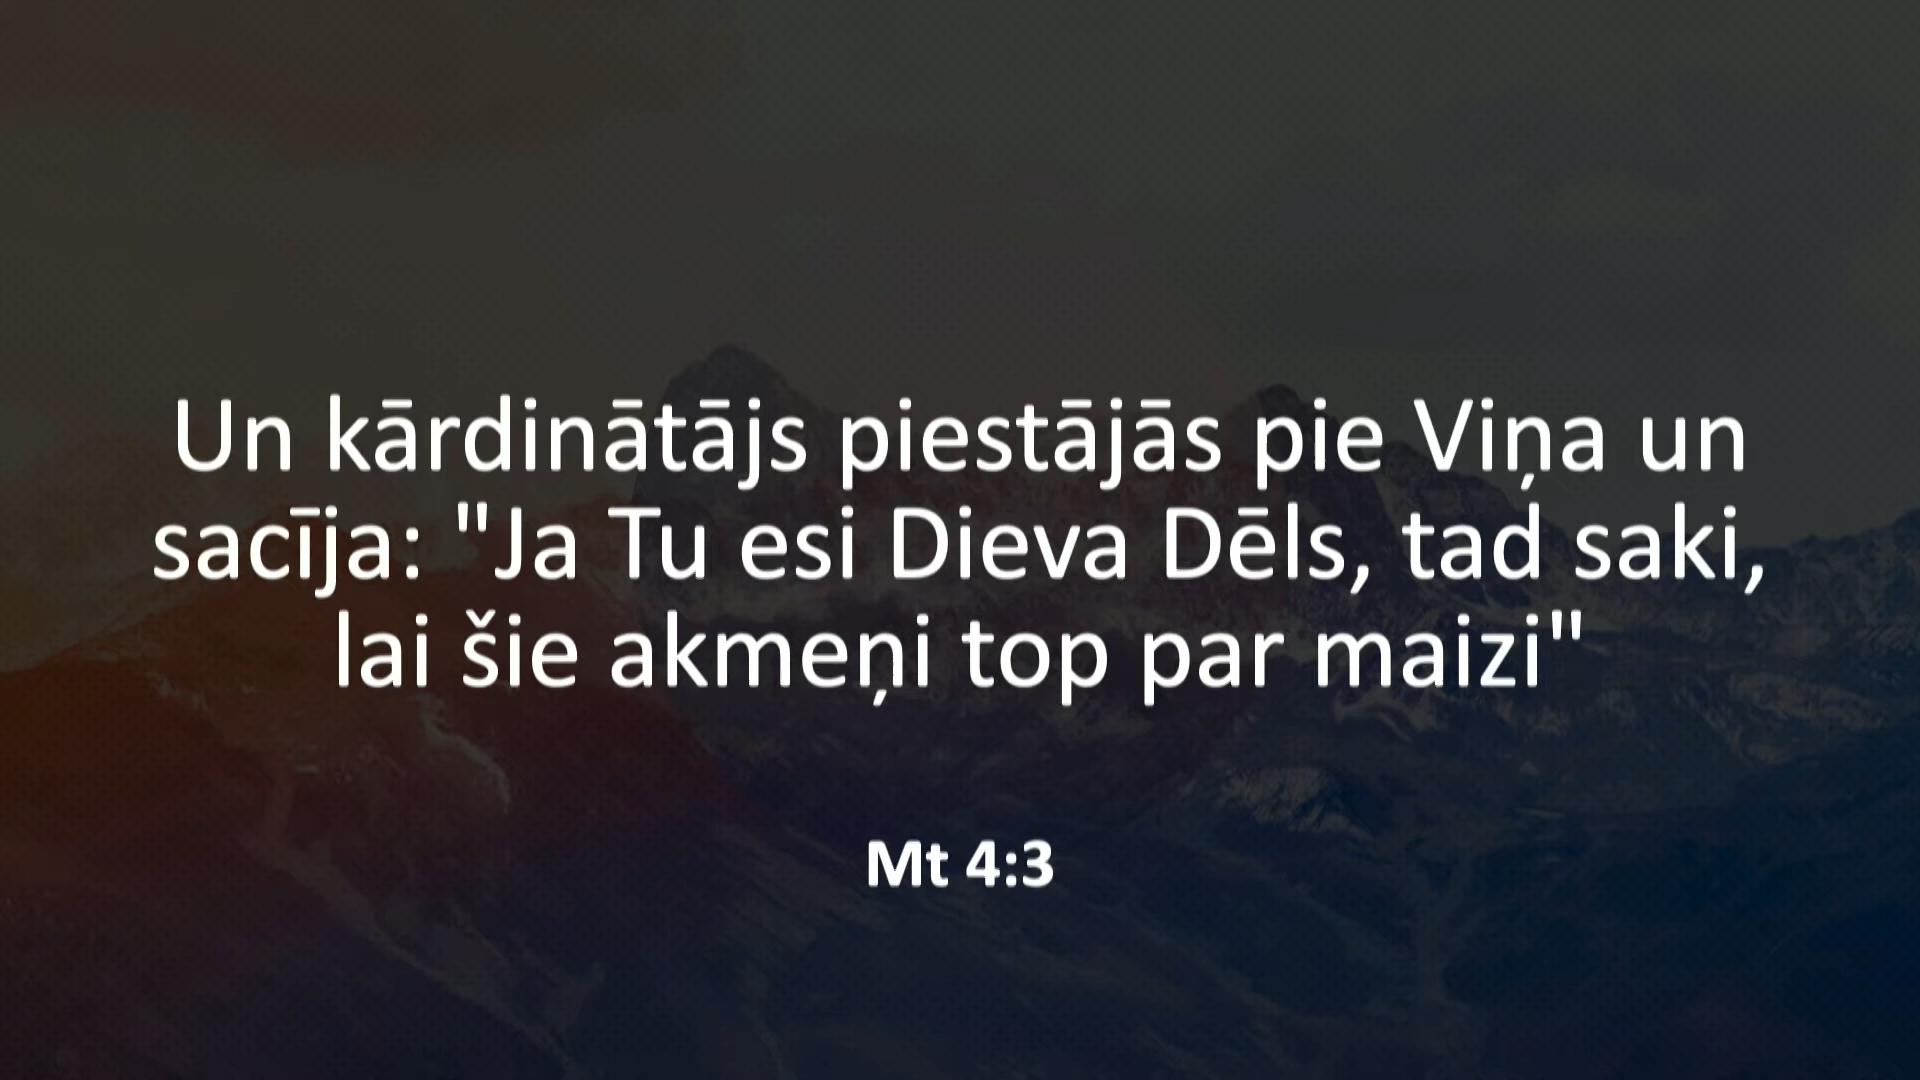 Un kārdinātājs piestājās pie Viņa un
sacīja: "Ja Tu esi Dieva Dēls, tad saki,
lai šie akmeņi top par maizi"
Mt 4:3